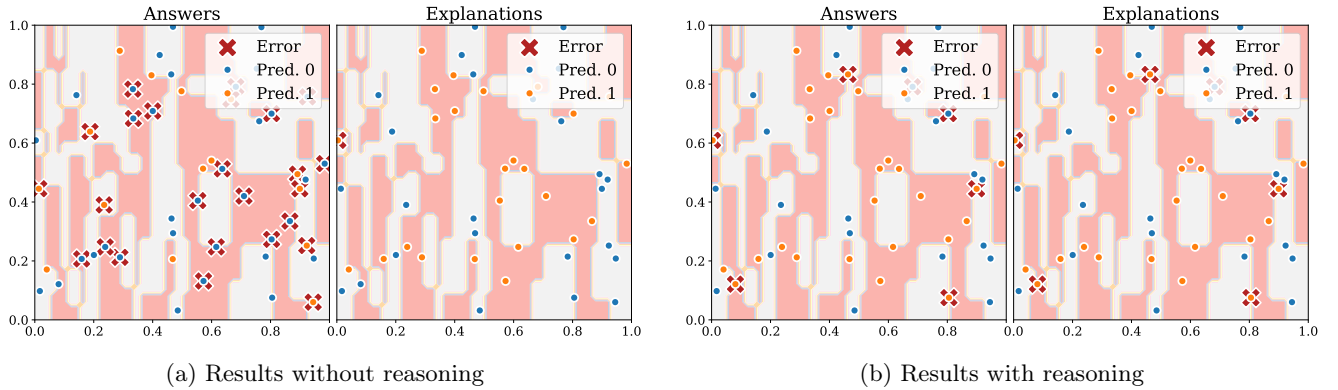 Answers Explanations Answers Explanations
1.0
Error Error Error Error
Pred. 0 Pred. 0 Pred. 0 Pred. 0
0.8
Pred. 1 Pred. 1 Pred. 1 Pred. 1
0.6
0.4
0.2
0.0
0.0 0.2 0.4 0.6 0.8 0.0 0.2 0.4 0.6 0.8 1.0 0.0 0.2 0.4 0.6 0.8 0.0 0.2 0.4 0.6 0.8 1.0
(a) Results without reasoning (b) Results with reasoning